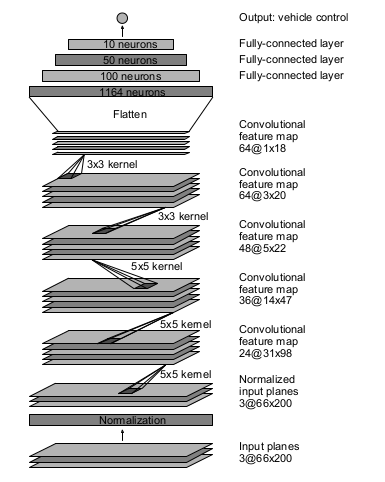 Output: vehicle control
10 neurons
Fully-connected layer
50 neurons
Fully-connected layer
100 neurons
Fully-connected layer
1164 neurons
Flatten
Convolutional
feature map
64@1x18
3x3 kernel
Convolutional
feature map
64@3x20
3x3 kernel
Convolutional
feature map
48@5x22
5x5 kernel
Convolutional
feature map
36@14x47
5x5 kernel
Convolutional
feature map
24@31x98
5x5 kernel
Normalized
input planes
3@66x200
Normalization
Input planes
3@66x200